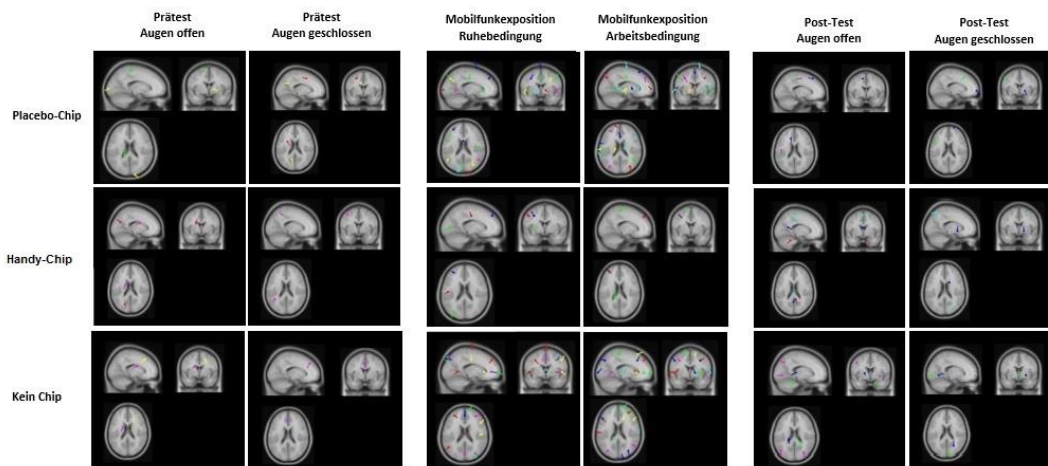 Prätest
Augen offen
Prätest
Augen geschlossen
Mobilfunkexposition
Ruhebedingung
Mobilfunkexposition
Arbeitsbedingung
Post-Test
Augen offen
Post-Test
Augen geschlossen
Placebo-Chip
Handy-Chip
Kein Chip